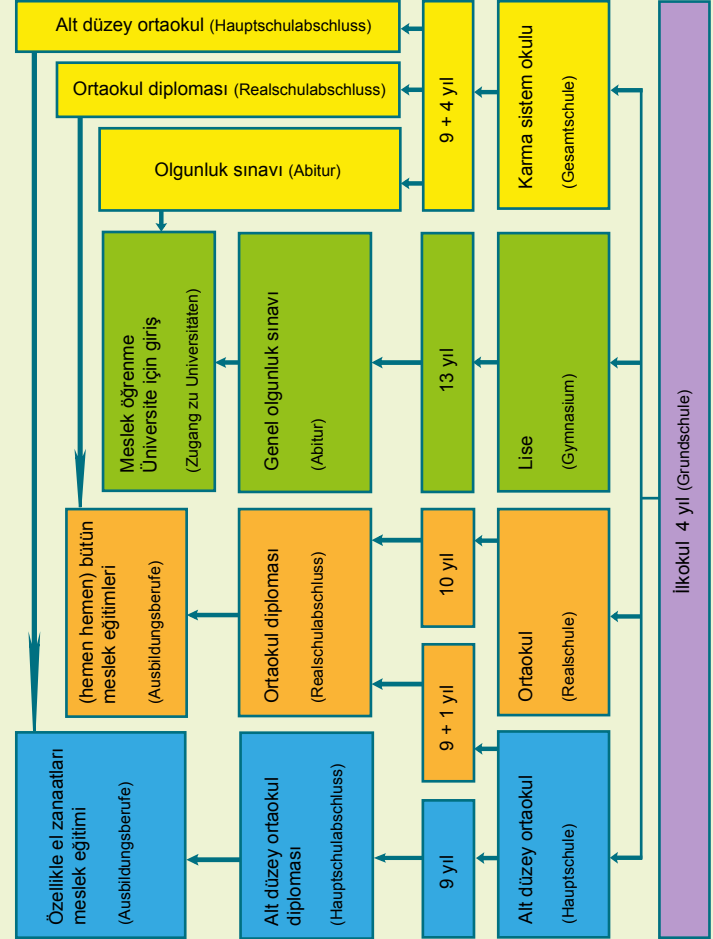 Alt düzey ortaokul (Hauptschulabschluss)
Ortaokul diploması (Realschulabschluss)
Olgunluk sınavı (Abitur)
9 + 4 yıl
Karma sistem okulu
(Gesamtschule)
Meslek öğrenme
Üniversite için giriş
(Zugang zu Universitäten)
Genel olgunluk sınavı
(Abitur)
13 yıl
Lise
(Gymnasium)
(hemen hemen) bütün
meslek eğitimleri
(Ausbildungsberufe)
Ortaokul diploması
(Realschulabschluss)
10 yıl
9 + 1 yıl
Ortaokul
(Realschule)
Özellikle el zanaatları
meslek eğitimi
(Ausbildungsberufe)
Alt düzey ortaokul
diploması
(Hauptschulabschluss)
9 yıl
Alt düzey ortaokul
(Hauptschule)
İlkokul 4 yıl (Grundschule)